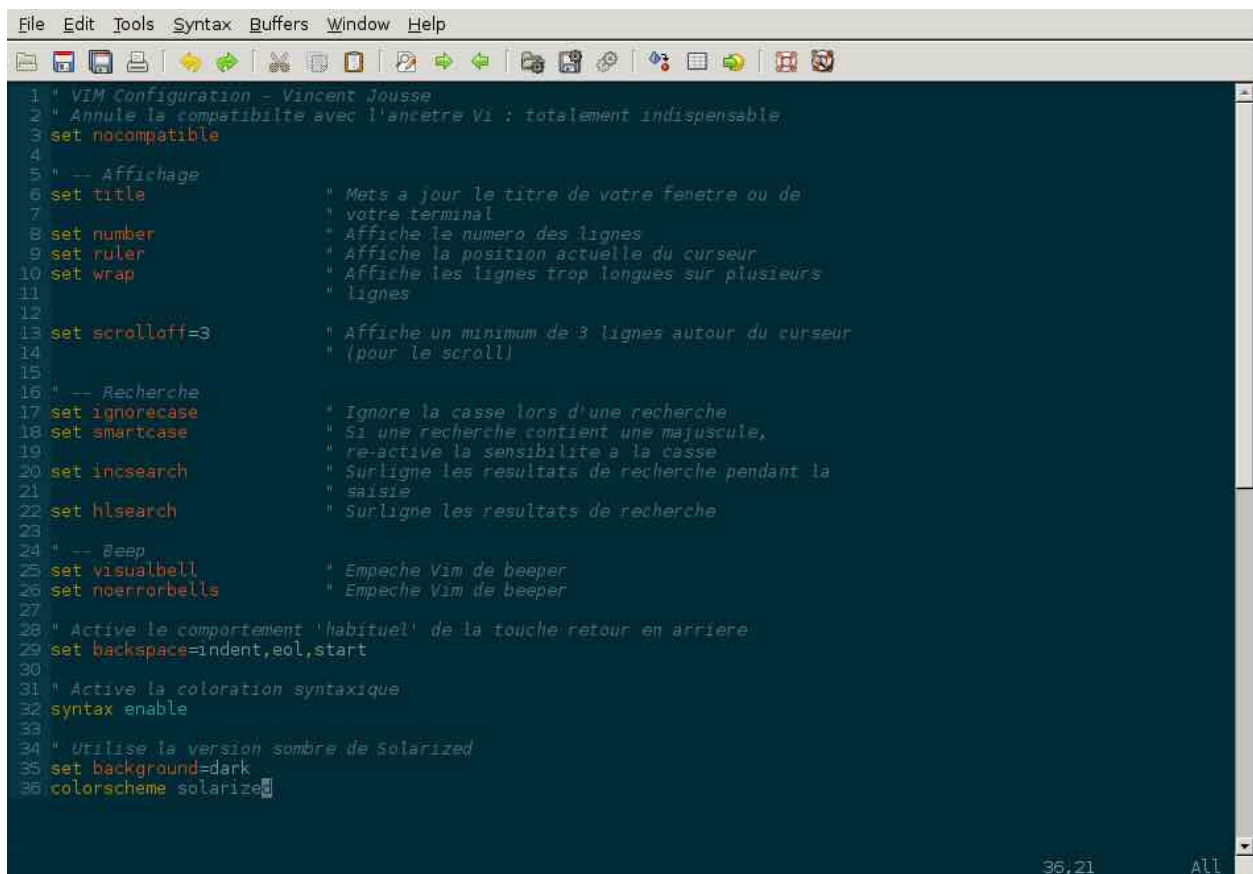 File Edit Tools Syntax Buffers Window Help
1 " VIM Configuration - Vincent Jousse
2 " Annule la compatibilte avec l'ancetre Vi : totalement indispensable
3 set nocompatible
4
5 " -- Affichage
6 set title " Mets a jour le titre de votre fenetre ou de
7 " votre terminal
8 set number " Affiche le numero des lignes
9 set ruler " Affiche la position actuelle du curseur
10 set wrap " Affiche les lignes trop longues sur plusieurs
11 " lignes
12
13 set scrolloff=3 " Affiche un minimum de 3 lignes autour du curseur
14 " (pour le scroll)
15
16 " -- Recherche
17 set ignorecase " Ignore la casse lors d'une recherche
18 set smartcase " Si une recherche contient une majuscule,
19 " re-active la sensibilite a la casse
20 set incsearch " Surligne les resultats de recherche pendant la
21 " saisie
22 set hlsearch " Surligne les resultats de recherche
23
24 " -- Beep
25 set visualbell " Empeche Vim de beeper
26 set noerrorbells " Empeche Vim de beeper
27
28 " Active le comportement 'habituel' de la touche retour en arriere
29 set backspace=indent,eol,start
30
31 " Active la coloration syntaxique
32 syntax enable
33
34 " Utilise la version sombre de Solarized
35 set background=dark
36 colorscheme solarized
36,21 All